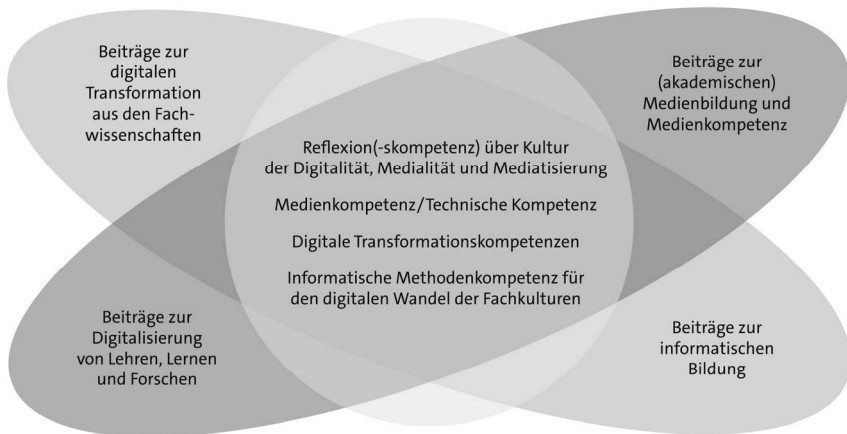 Beiträge zur
digitalen
Transformation
aus den Fach-
wissenschaften
Beiträge zur
(akademischen)
Medienbildung und
Medienkompetenz
Reflexion(-skompetenz) über Kultur
der Digitalität, Medialität und Mediatisierung
Medienkompetenz/Technische Kompetenz
Digitale Transformationskompetenzen
Informatische Methodenkompetenz für
den digitalen Wandel der Fachkulturen
Beiträge zur
Digitalisierung
von Lehren, Lernen
und Forschen
Beiträge zur
informatischen
Bildung